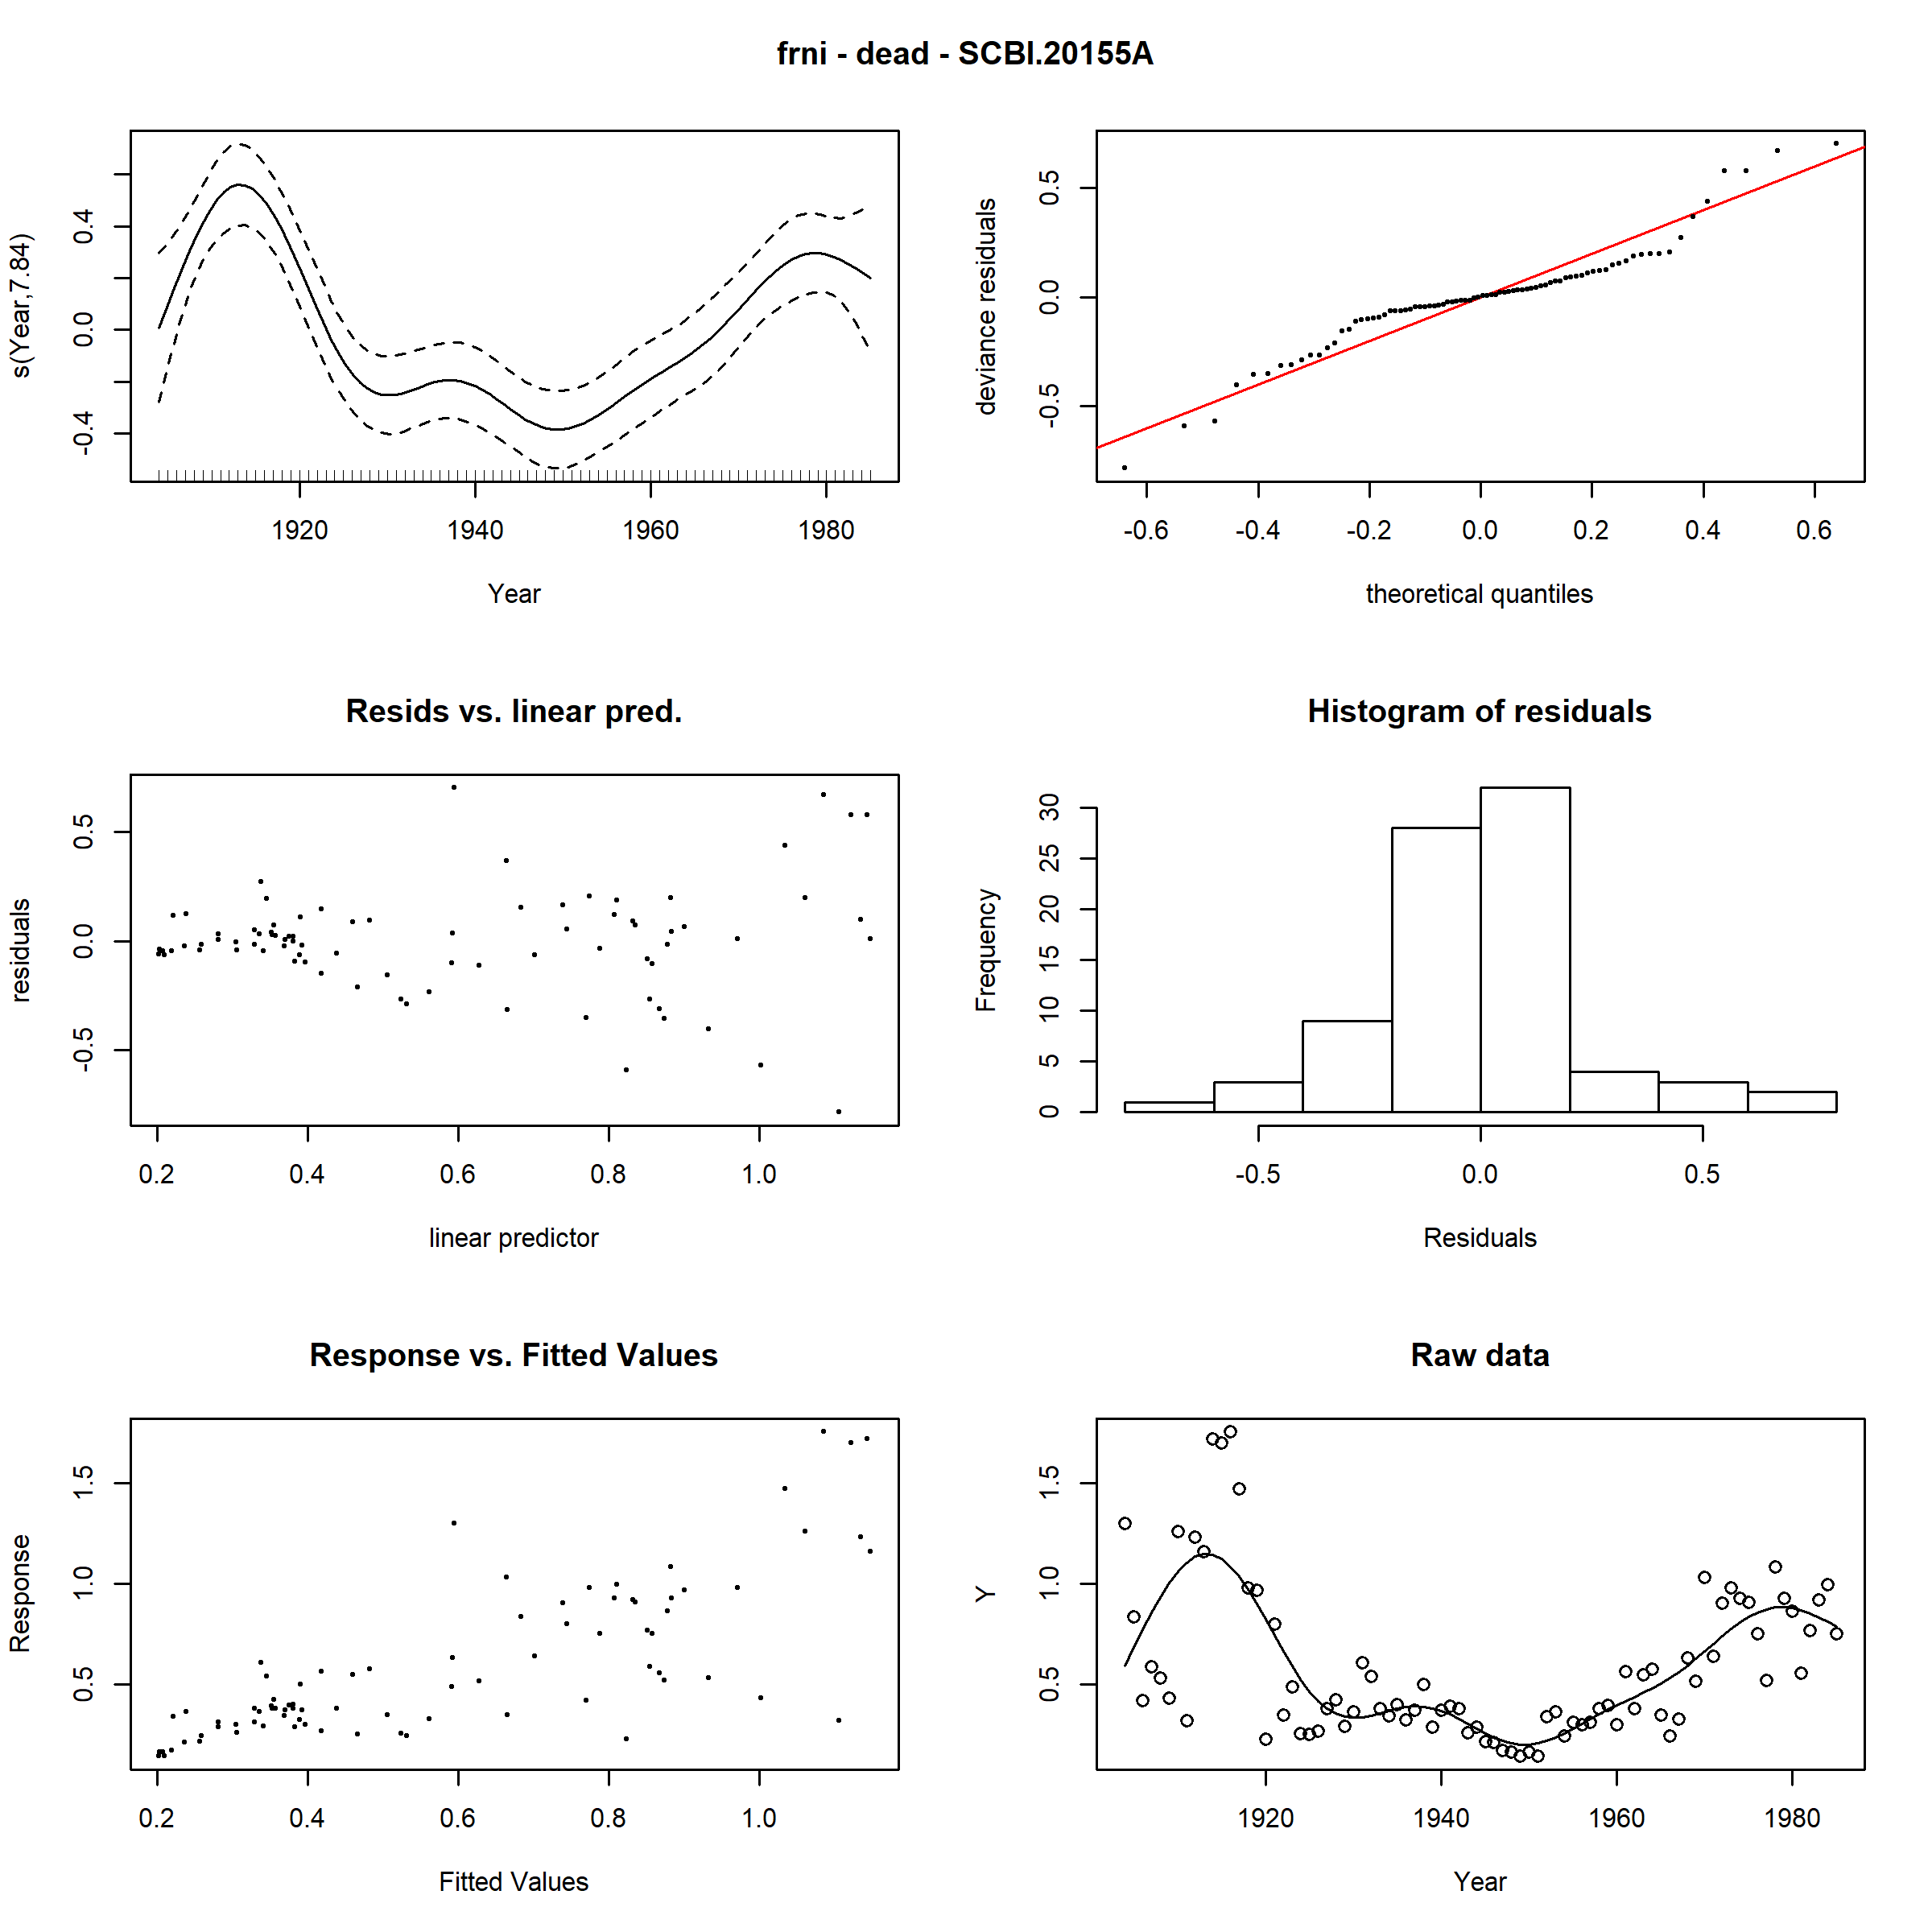 frni - dead - SCBI.20155A
s(Year,7.84)
-0.4 0.0 0.4
1920 1940 1960 1980
Year
deviance residuals
-0.5 0.0 0.5
-0.6 -0.4 -0.2 0.0 0.2 0.4 0.6
theoretical quantiles
Resids vs. linear pred.
residuals
-0.5 0.0 0.5
0.2 0.4 0.6 0.8 1.0
linear predictor
Histogram of residuals
Frequency
0 5 10 15 20 25 30
-0.5 0.0 0.5
Residuals
Response vs. Fitted Values
Response
0.5 1.0 1.5
0.2 0.4 0.6 0.8 1.0
Fitted Values
Raw data
Y
0.5 1.0 1.5
1920 1940 1960 1980
Year